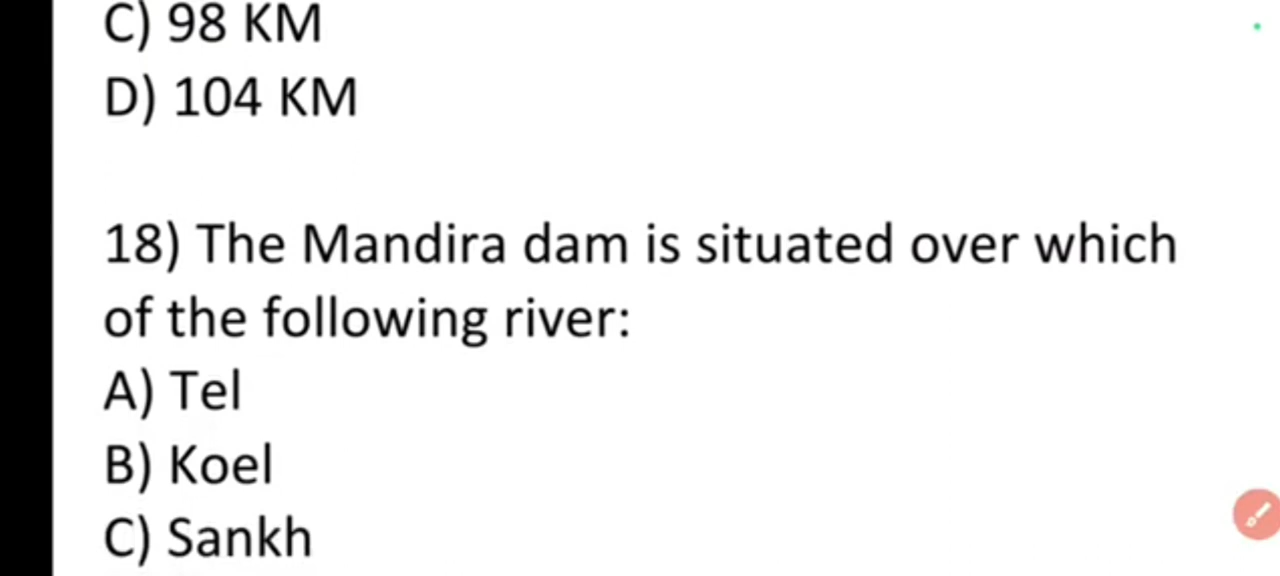 C) 98 KM
D) 104 KM
18) The Mandira dam is situated over which
of the following river:
A) Tel
B) Koel
C) Sankh